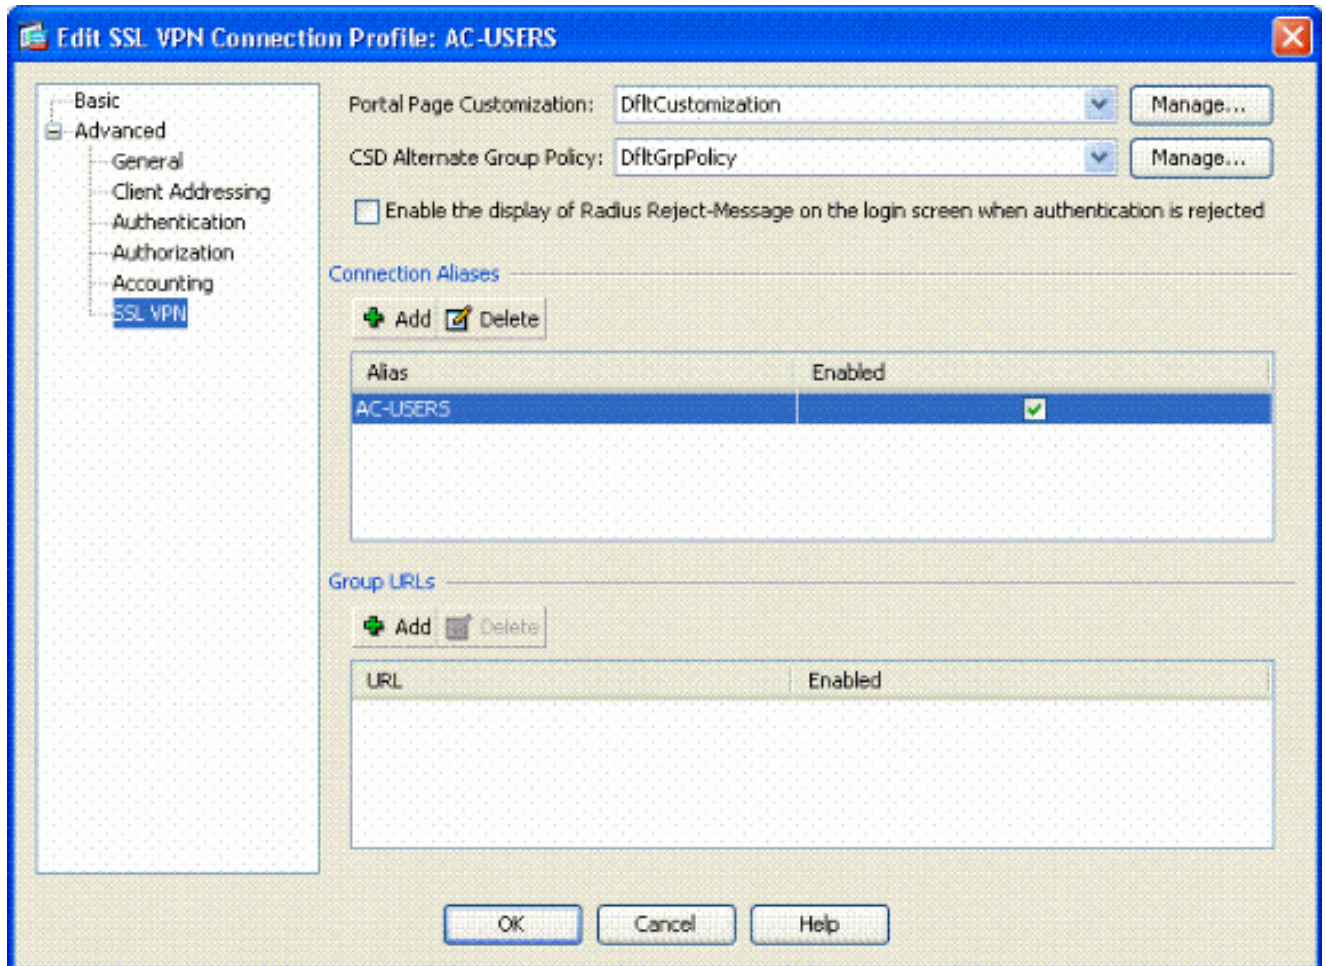 Edit SSL VPN Connection Profile: AC-USERS
Basic
Advanced
General
Client Addressing
Authentication
Authorization
Accounting
SSL VPN
Portal Page Customization: DfltCustomization Manage...
CSD Alternate Group Policy: DfltGrpPolicy Manage...
Enable the display of Radius Reject-Message on the login screen when authentication is rejected
Connection Aliases
Add Delete
Alias Enabled
AC-USERS
Group URLs
Add Delete
URL Enabled
OK Cancel Help